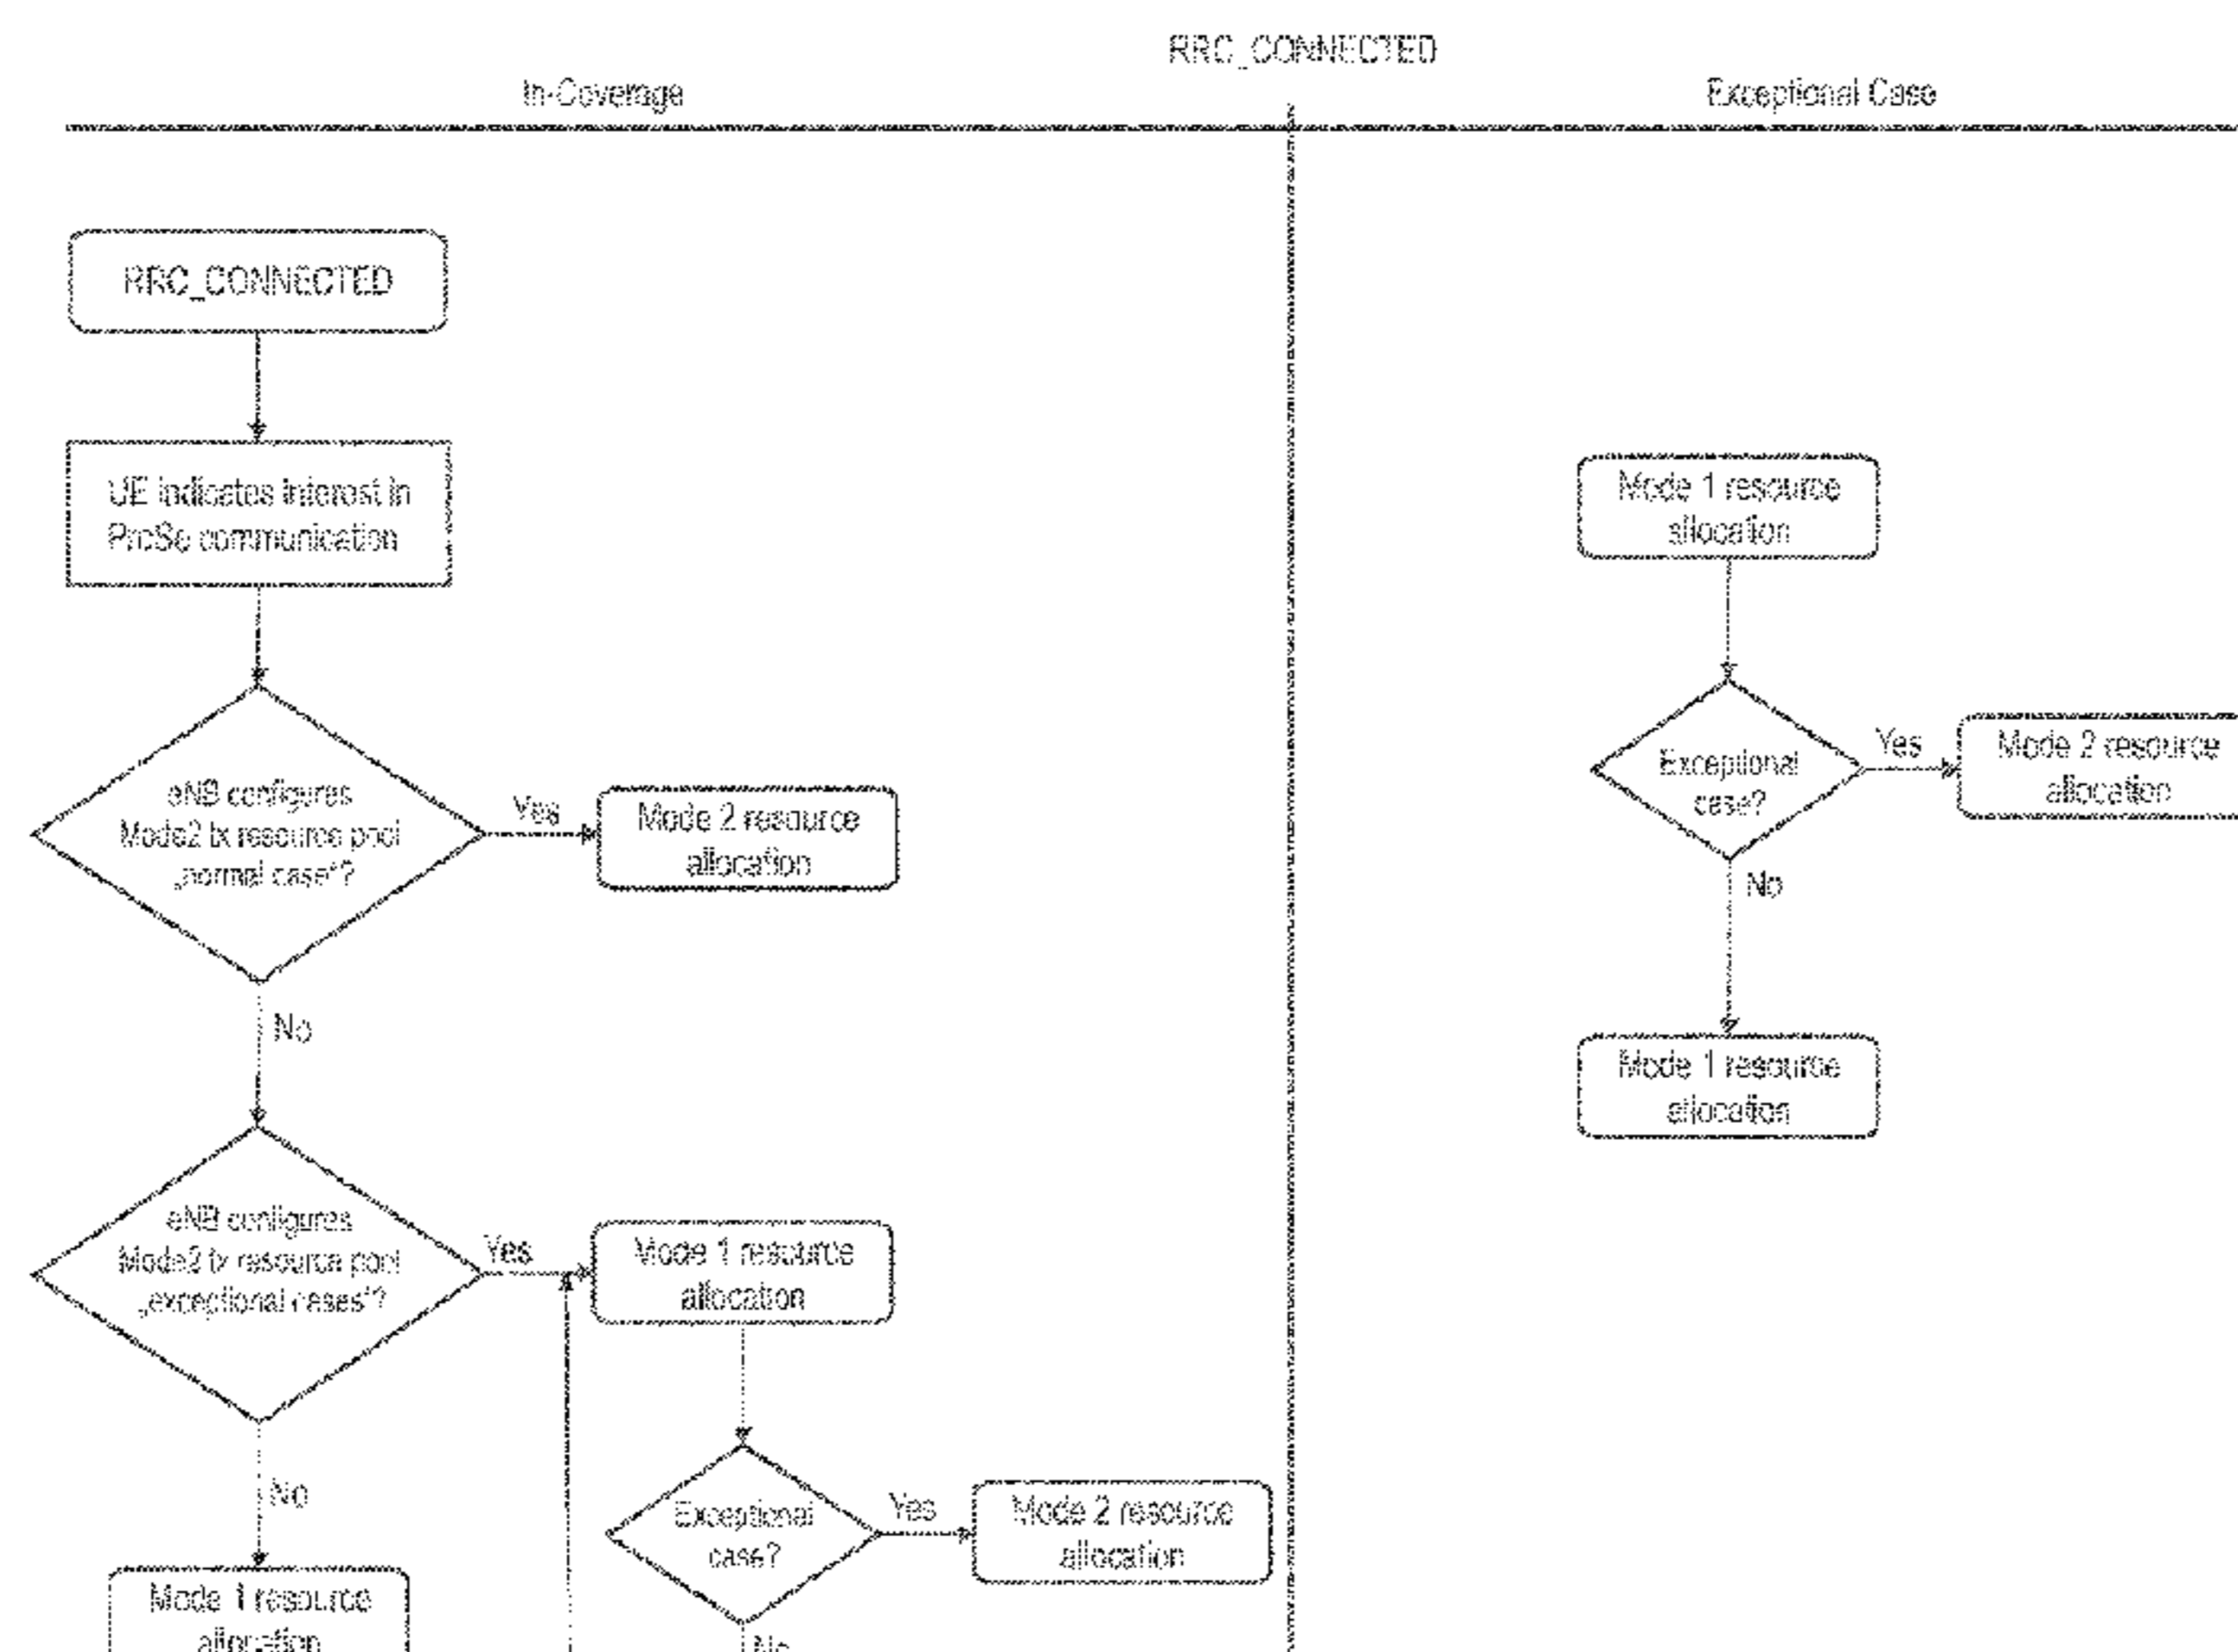 RRC_CONNECTED
In-Coverage
Exceptional Case
RRC_CONNECTED
UE indicates interest in
ProSe communication
eNB configures
Mode2 tx resource pool
„normal case“?
Yes
Mode 2 resource
allocation
No
eNB configures
Mode2 tx resource pool
„exceptional cases“?
Yes
Mode 1 resource
allocation
No
Mode 1 resource
allocation
Exceptional
case?
Yes
Mode 2 resource
allocation
No
Mode 1 resource
allocation
Exceptional
case?
Yes
Mode 2 resource
allocation
No
Mode 1 resource
allocation